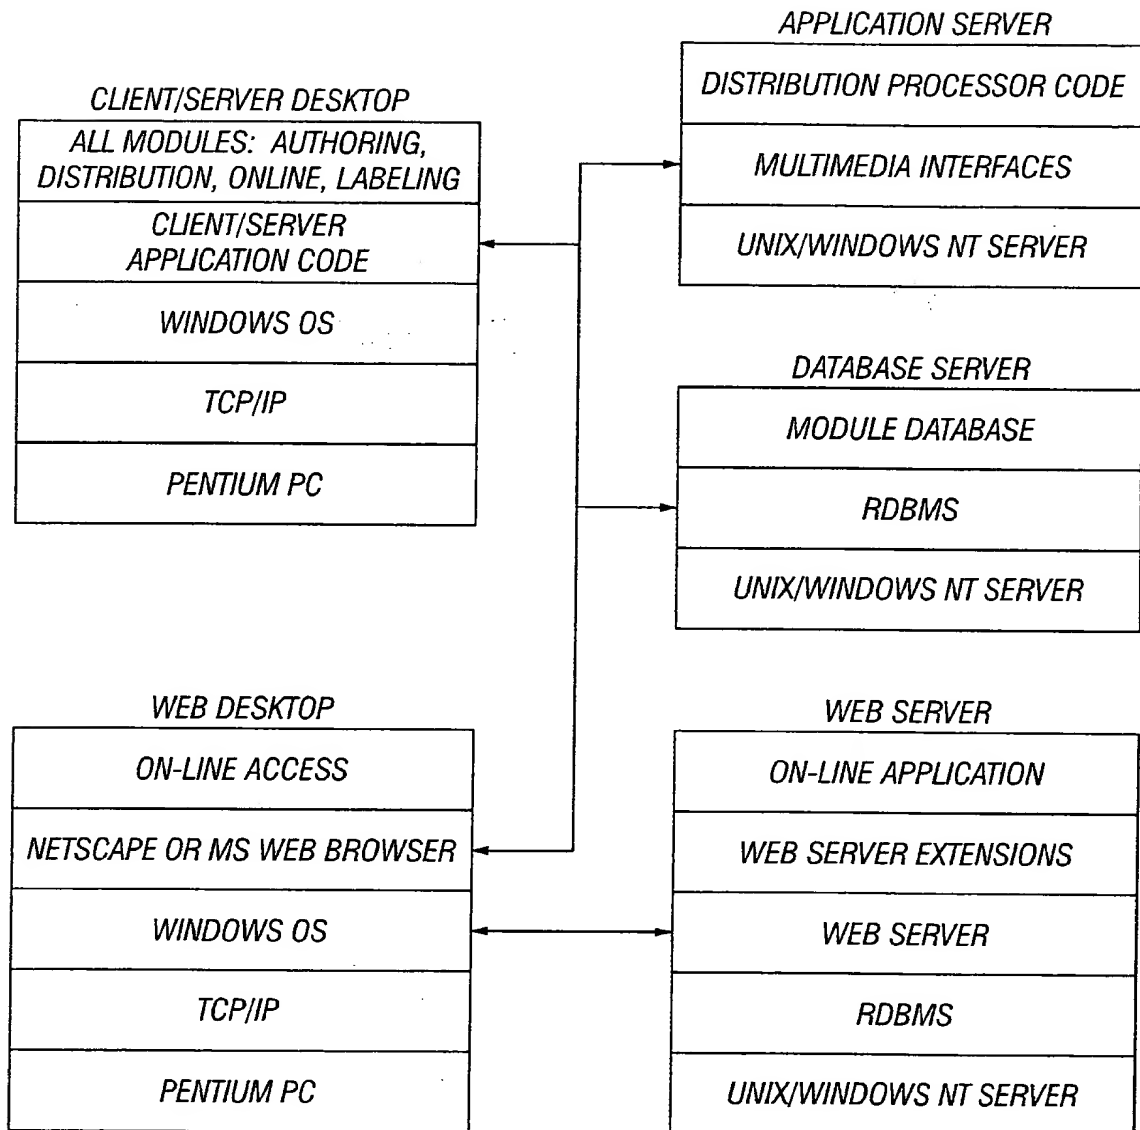 CLIENT/SERVER DESKTOP
ALL MODULES: AUTHORING,
DISTRIBUTION, ONLINE, LABELING
CLIENT/SERVER
APPLICATION CODE
WINDOWS OS
TCP/IP
PENTIUM PC
APPLICATION SERVER
DISTRIBUTION PROCESSOR CODE
MULTIMEDIA INTERFACES
UNIX/WINDOWS NT SERVER
DATABASE SERVER
MODULE DATABASE
RDBMS
UNIX/WINDOWS NT SERVER
WEB DESKTOP
ON-LINE ACCESS
NETSCAPE OR MS WEB BROWSER
WINDOWS OS
TCP/IP
PENTIUM PC
WEB SERVER
ON-LINE APPLICATION
WEB SERVER EXTENSIONS
WEB SERVER
RDBMS
UNIX/WINDOWS NT SERVER